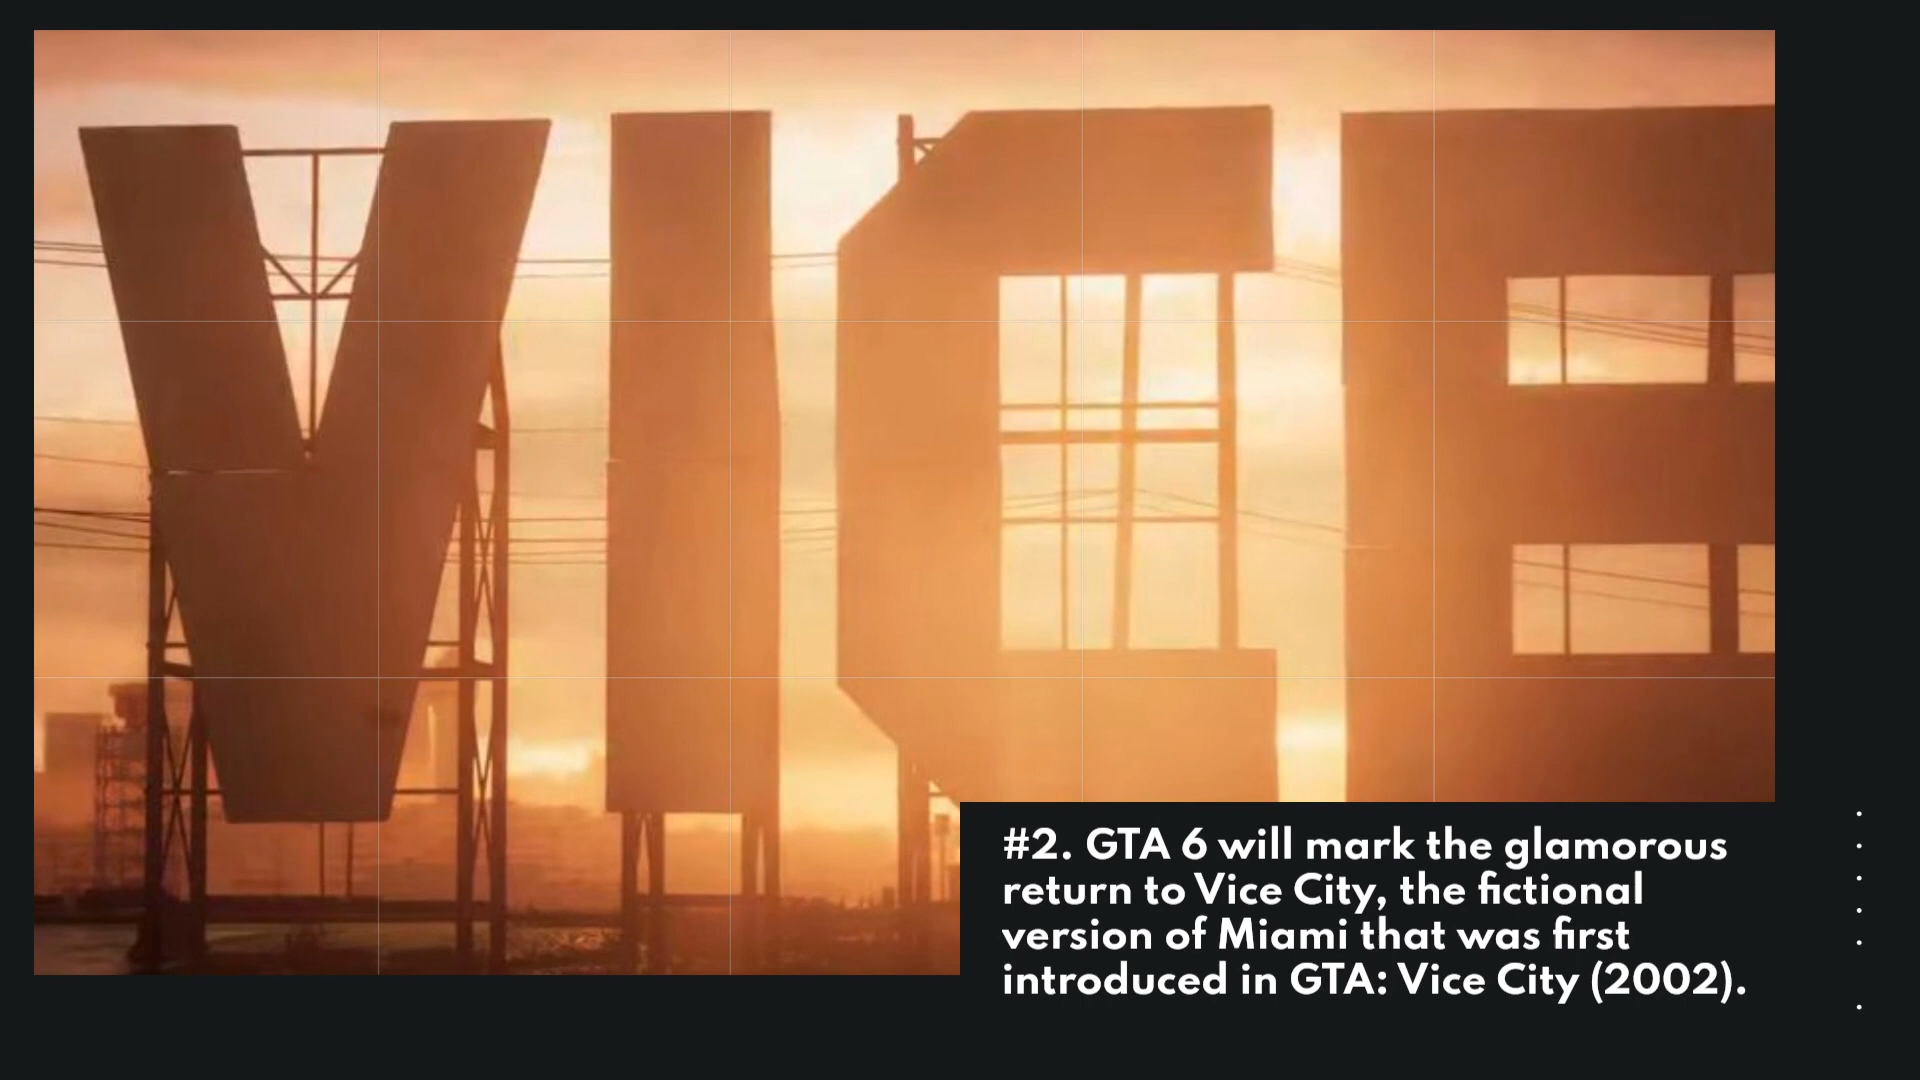 VICE
#2. GTA 6 will mark the glamorous
return to Vice City, the fictional
version of Miami that was first
introduced in GTA: Vice City (2002).